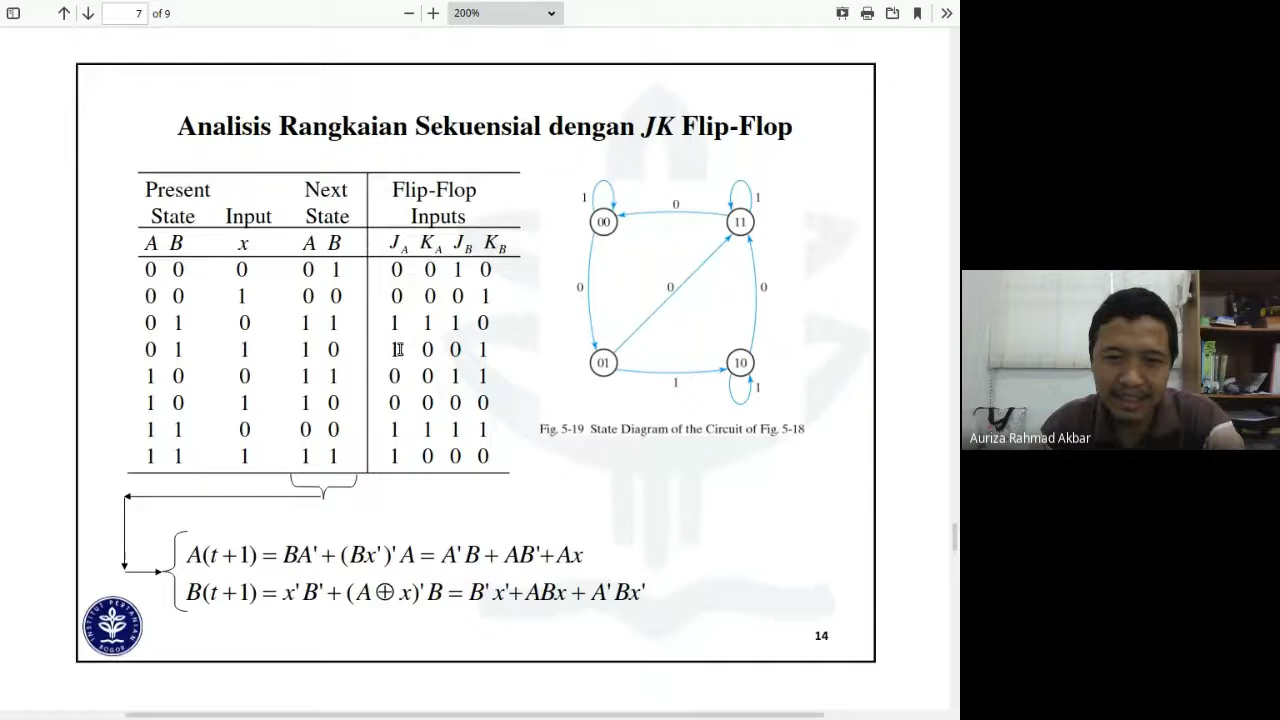 7 of 9 200%
Analisis Rangkaian Sekuensial dengan JK Flip-Flop
Present Next Flip-Flop
State Input State Inputs
A B x A B J_A K_A J_B K_B
0 0 0 0 1 0 0 1 0
0 0 1 0 0 0 0 0 1
0 1 0 1 1 1 1 1 0
0 1 1 1 0 1 0 0 1
1 0 0 1 1 0 0 1 1
1 0 1 1 0 0 0 0 0
1 1 0 0 0 1 1 1 1
1 1 1 1 1 1 0 0 0
1 1
0
00 11
0 0 0
01 10
1 1
Fig. 5-19 State Diagram of the Circuit of Fig. 5-18
A(t+1) = BA' + (Bx')' A = A' B + AB' + Ax
B(t+1) = x' B' + (A ⊕ x)' B = B' x' + ABx + A' Bx'
INSTITUT PERTANIAN
BOGOR
14
Auriza Rahmad Akbar